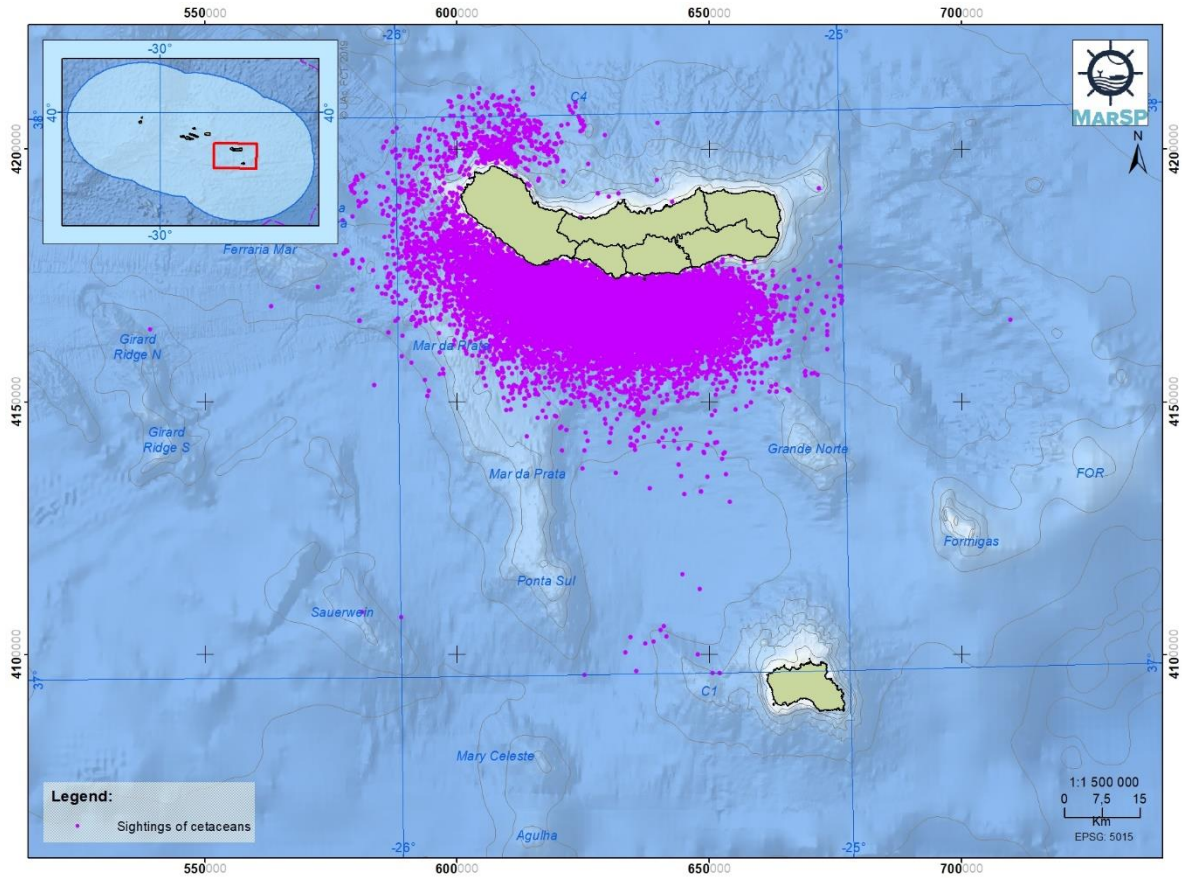 550000 600000 650000 700000
-26° -25°
-30°
40° 40°
-30°
38° 38°
C4
MARSP
N
4200000 4200000
Ferraria Mar
Girard
Ridge N
Mar da Prata
4150000 4150000
Girard
Ridge S
Mar da Prata
Grande Norte
FOR
Formigas
Ponta Sul
Sauerwein
4100000 4100000
37° 37°
C1
Mary Celeste
Agulha
Legend:
Sightings of cetaceans
1:1 500 000
0 7,5 15
Km
EPSG: 5015
-26° -25°
550000 600000 650000 700000